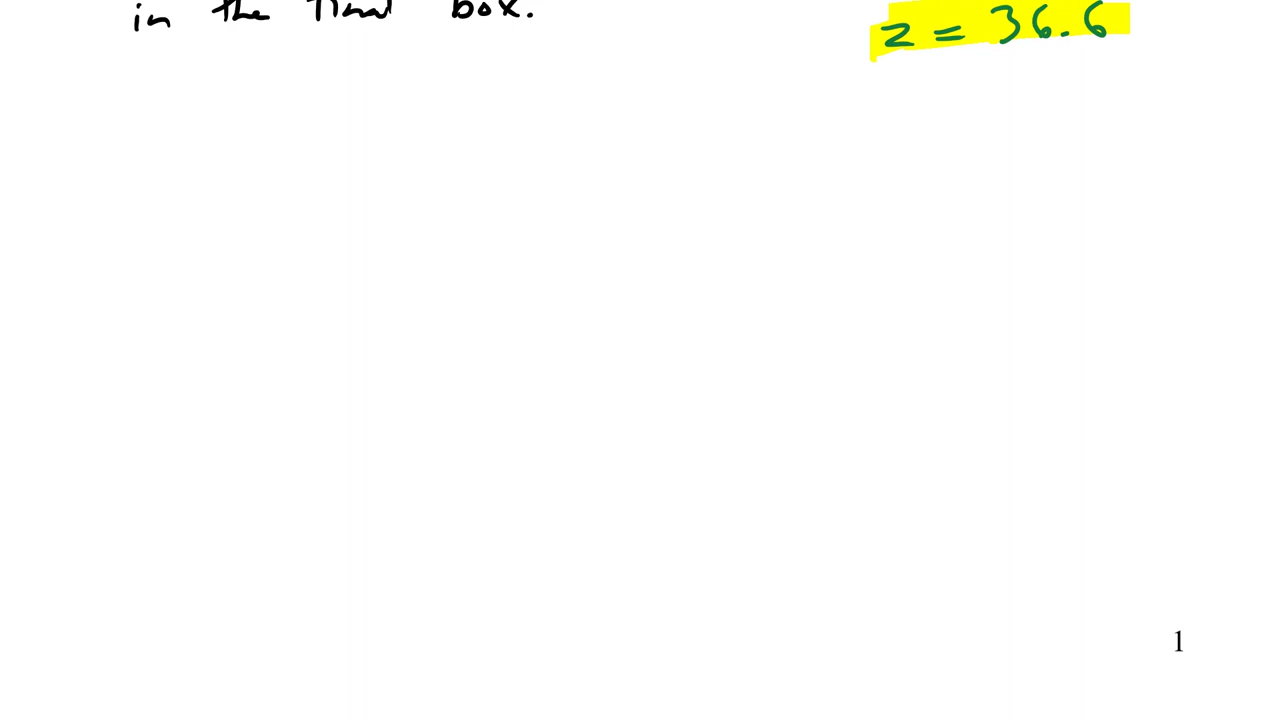 in the final box.
z = 36.6
1